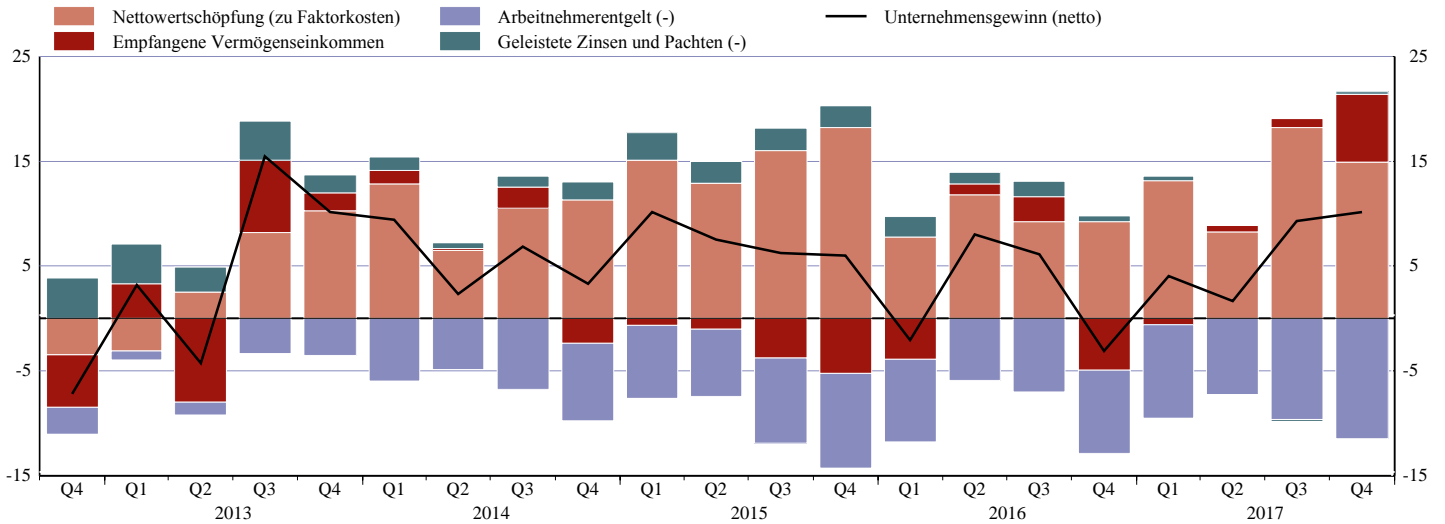 Nettowertschöpfung (zu Faktorkosten) Arbeitnehmerentgelt (-) Unternehmensgewinn (netto)
Empfangene Vermögenseinkommen Geleistete Zinsen und Pachten (-)
25 25
15 15
5 5
-5 -5
-15 -15
Q4 Q1 Q2 Q3 Q4 Q1 Q2 Q3 Q4 Q1 Q2 Q3 Q4 Q1 Q2 Q3 Q4 Q1 Q2 Q3 Q4
2013 2014 2015 2016 2017